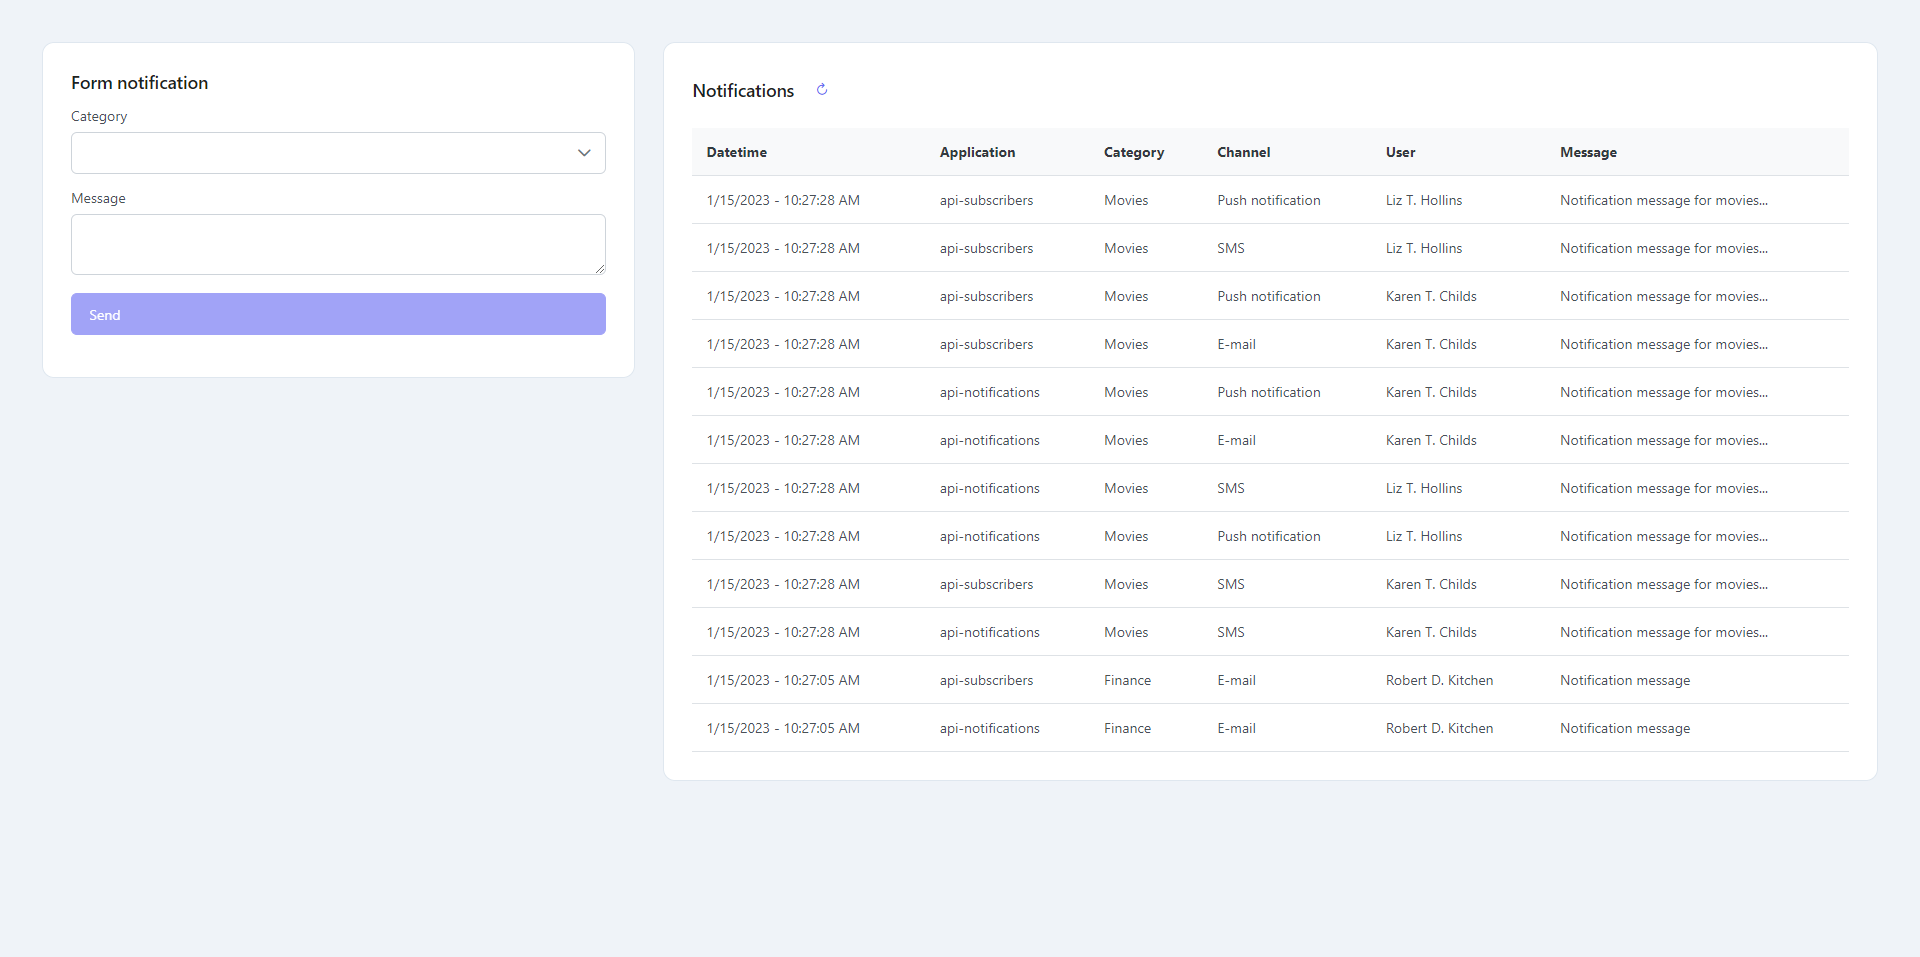 Form notification
Category
Message
Send
Notifications
Datetime Application Category Channel User Message
1/15/2023 - 10:27:28 AM api-subscribers Movies Push notification Liz T. Hollins Notification message for movies...
1/15/2023 - 10:27:28 AM api-subscribers Movies SMS Liz T. Hollins Notification message for movies...
1/15/2023 - 10:27:28 AM api-subscribers Movies Push notification Karen T. Childs Notification message for movies...
1/15/2023 - 10:27:28 AM api-subscribers Movies E-mail Karen T. Childs Notification message for movies...
1/15/2023 - 10:27:28 AM api-notifications Movies Push notification Karen T. Childs Notification message for movies...
1/15/2023 - 10:27:28 AM api-notifications Movies E-mail Karen T. Childs Notification message for movies...
1/15/2023 - 10:27:28 AM api-notifications Movies SMS Liz T. Hollins Notification message for movies...
1/15/2023 - 10:27:28 AM api-notifications Movies Push notification Liz T. Hollins Notification message for movies...
1/15/2023 - 10:27:28 AM api-subscribers Movies SMS Karen T. Childs Notification message for movies...
1/15/2023 - 10:27:28 AM api-notifications Movies SMS Karen T. Childs Notification message for movies...
1/15/2023 - 10:27:05 AM api-subscribers Finance E-mail Robert D. Kitchen Notification message
1/15/2023 - 10:27:05 AM api-notifications Finance E-mail Robert D. Kitchen Notification message